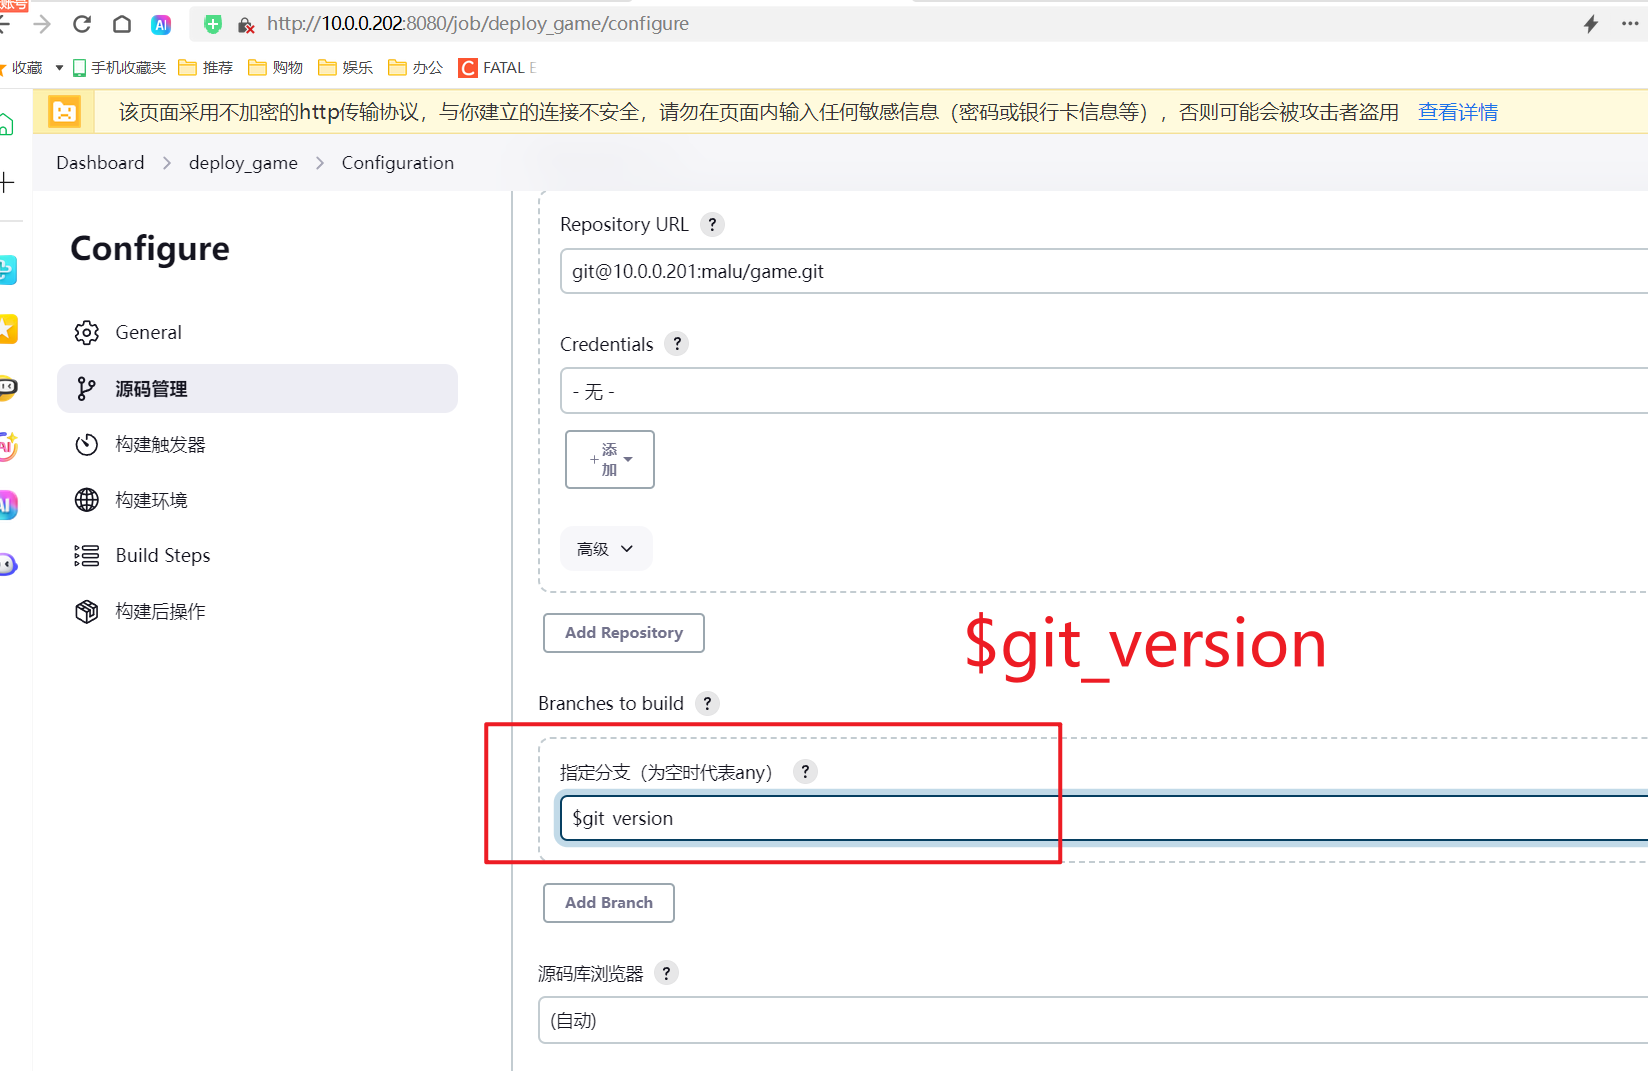 账号
http://10.0.0.202:8080/job/deploy_game/configure
收藏 手机收藏夹 推荐 购物 娱乐 办公 FATAL E
该页面采用不加密的http传输协议，与你建立的连接不安全，请勿在页面内输入任何敏感信息（密码或银行卡信息等），否则可能会被攻击者盗用 查看详情
Dashboard > deploy_game > Configuration
Configure
General
源码管理
构建触发器
构建环境
Build Steps
构建后操作
Repository URL ?
git@10.0.0.201:malu/game.git
Credentials ?
- 无 -
+ 添
加
高级
Add Repository
$git_version
Branches to build ?
指定分支（为空时代表any） ?
$git version
Add Branch
源码库浏览器 ?
(自动)